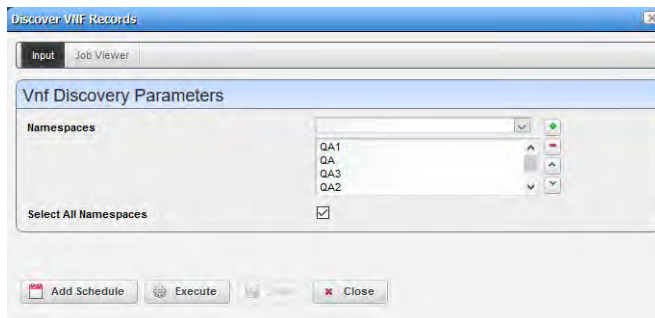 Discover VNF Records
Input Job Viewer
Vnf Discovery Parameters
Namespaces
QA1
QA
QA3
QA2
Select All Namespaces
Add Schedule Execute Close